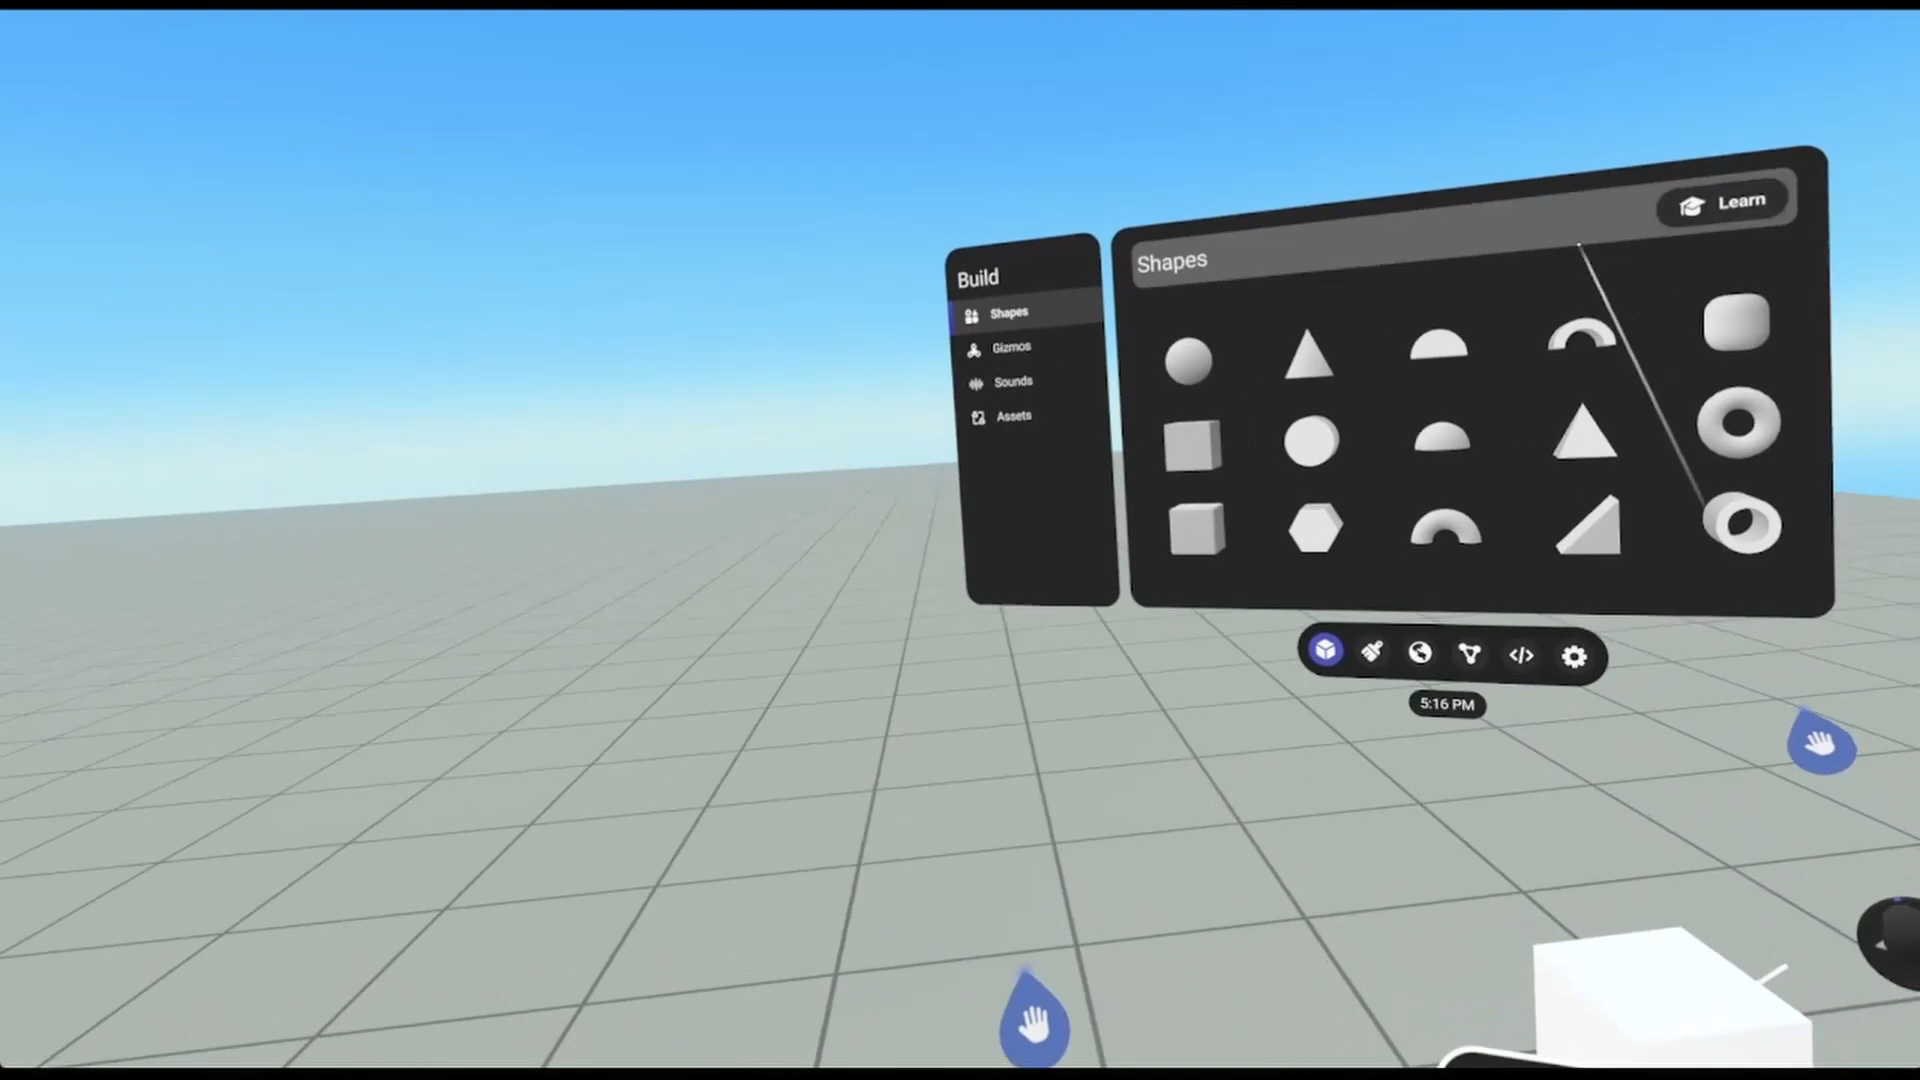 Build
Shapes
Gizmos
Sounds
Assets
Shapes
Learn
5:16 PM